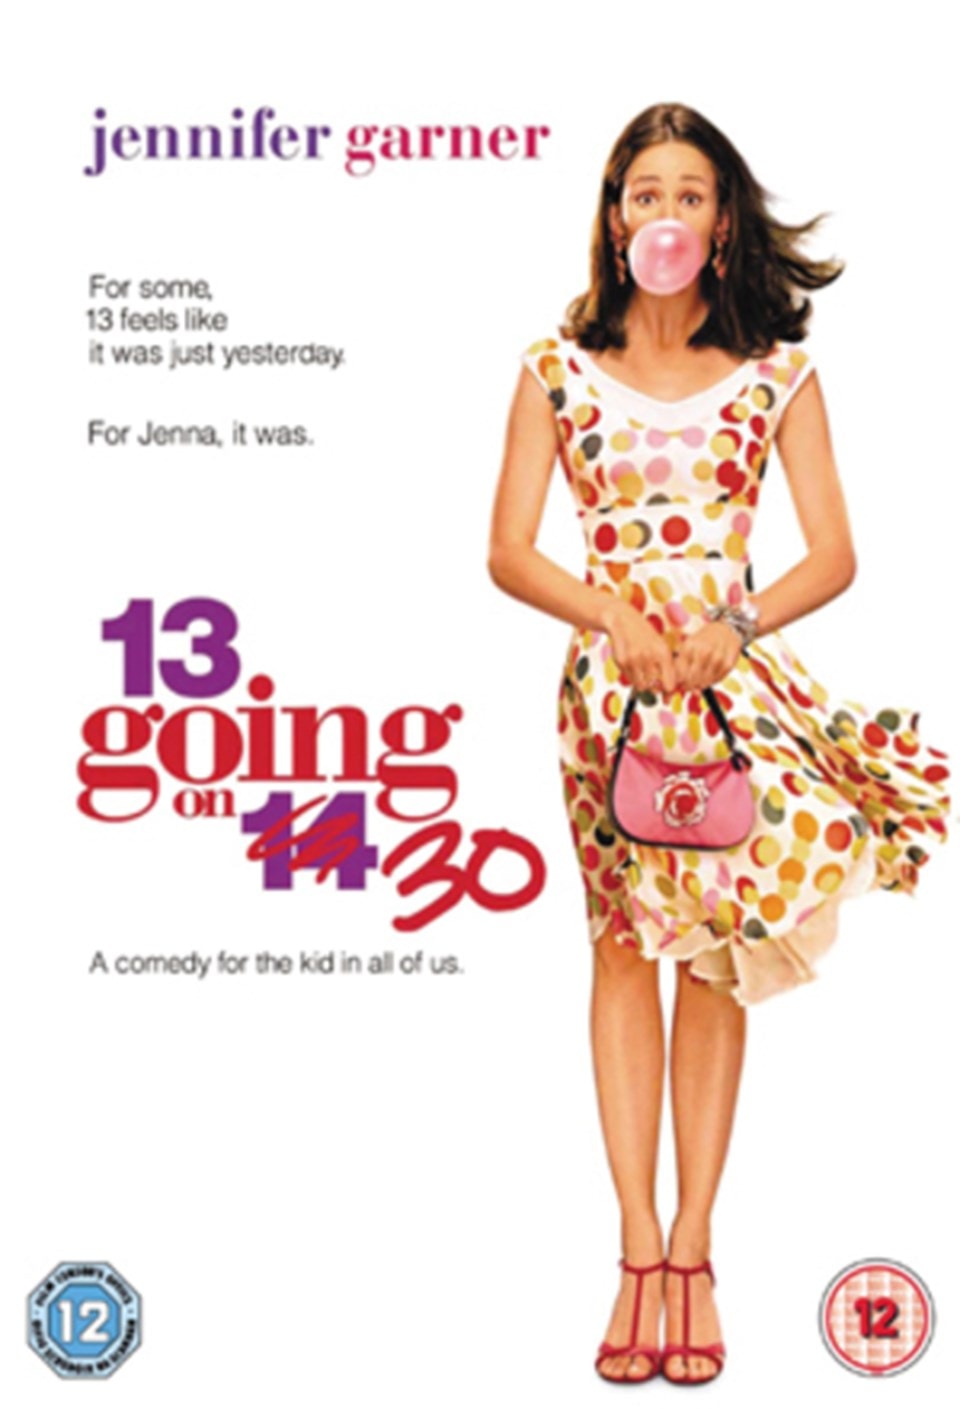 jennifer garner
For some,
13 feels like
it was just yesterday.
For Jenna, it was.
13
going
on 14 30
A comedy for the kid in all of us.
12
12